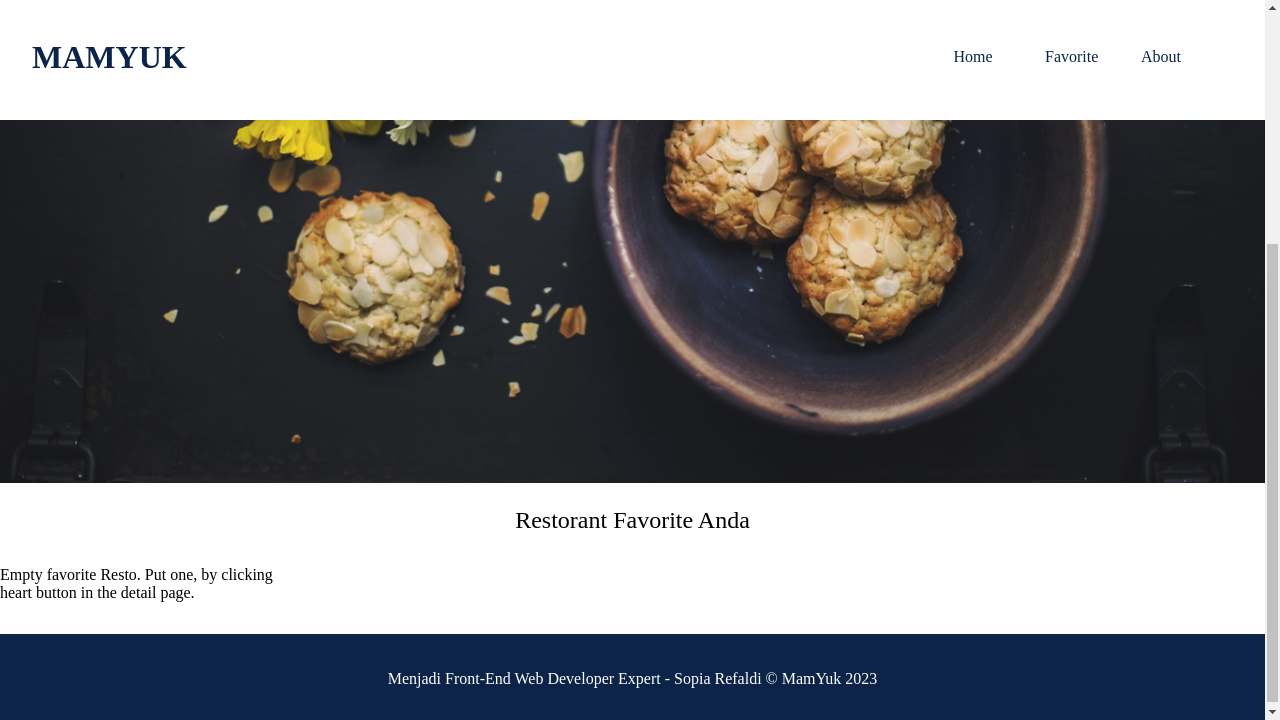 MAMYUK
Home Favorite About
Restorant Favorite Anda
Empty favorite Resto. Put one, by clicking
heart button in the detail page.
Menjadi Front-End Web Developer Expert - Sopia Refaldi © MamYuk 2023